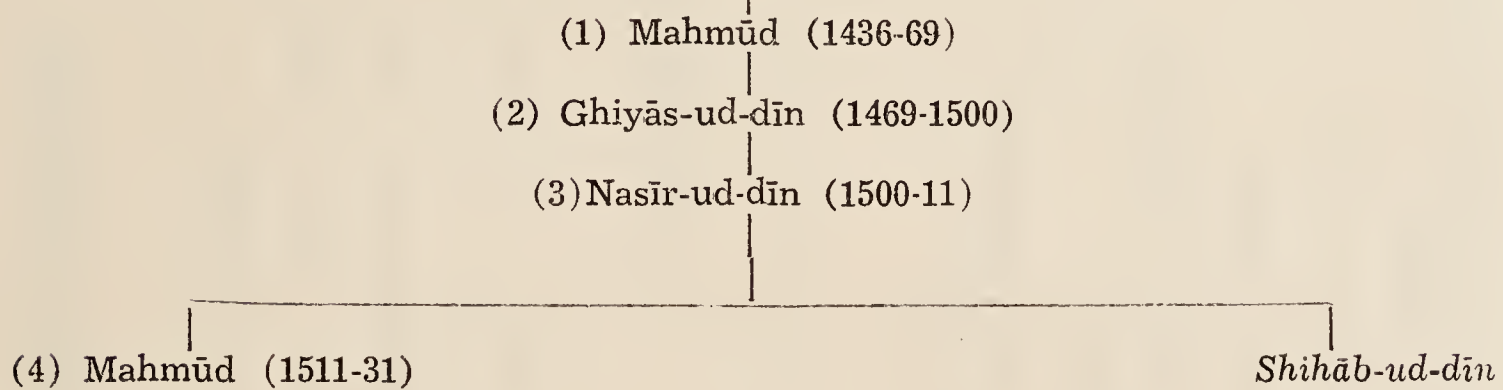 (1) Mahmūd (1436-69)
(2) Ghiyās-ud-dīn (1469-1500)
(3)Nasīr-ud-dīn (1500-11)
(4) Mahmūd (1511-31) Shihāb-ud-dīn